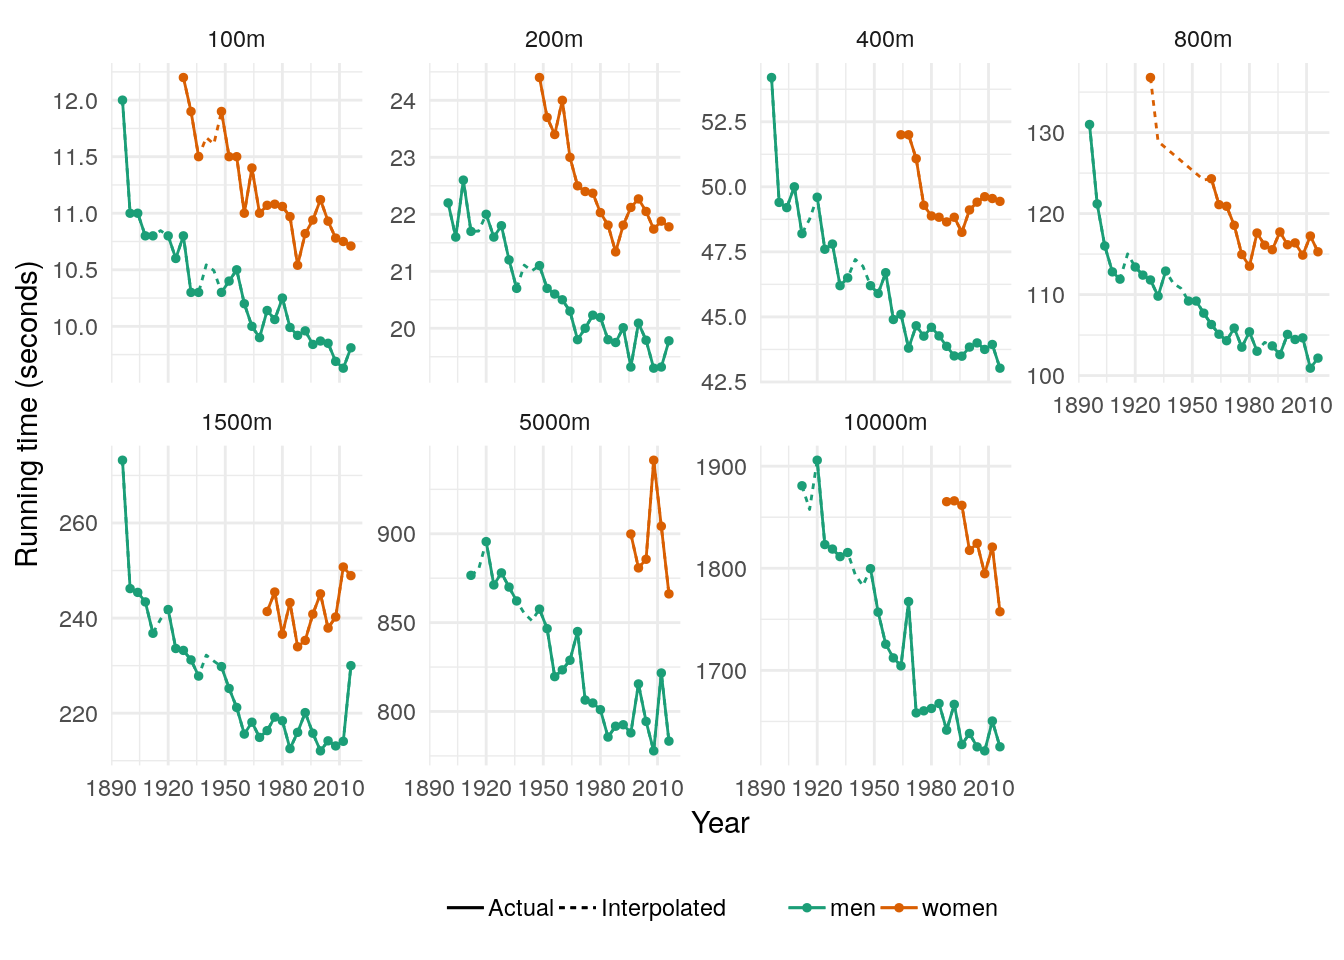 100m
200m
400m
800m
12.0
11.5
11.0
10.5
10.0
24
23
22
21
20
52.5
50.0
47.5
45.0
42.5
130
120
110
100
1890 1920 1950 1980 2010
Running time (seconds)
1500m
5000m
10000m
260
240
220
900
850
800
1900
1800
1700
1890 1920 1950 1980 2010
1890 1920 1950 1980 2010
1890 1920 1950 1980 2010
Year
Actual Interpolated men women